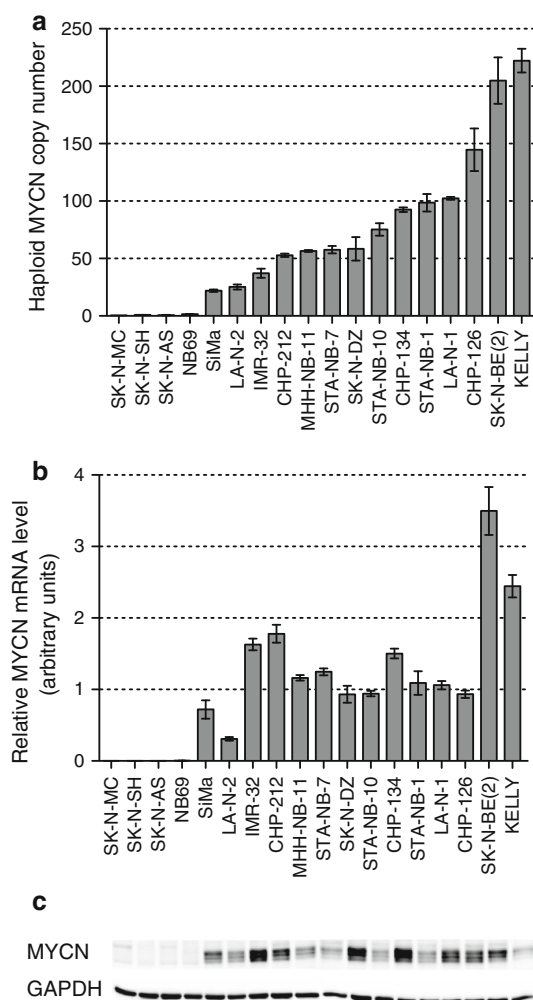 a
Haploid MYCN copy number
250
200
150
100
50
0
SK-N-MC
SK-N-SH
SK-N-AS
NB69
SiMa
LA-N-2
IMR-32
CHP-212
MHH-NB-11
STA-NB-7
SK-N-DZ
STA-NB-10
CHP-134
STA-NB-1
LA-N-1
CHP-126
SK-N-BE(2)
KELLY
b
Relative MYCN mRNA level
(arbitrary units)
4
3
2
1
0
SK-N-MC
SK-N-SH
SK-N-AS
NB69
SiMa
LA-N-2
IMR-32
CHP-212
MHH-NB-11
STA-NB-7
SK-N-DZ
STA-NB-10
CHP-134
STA-NB-1
LA-N-1
CHP-126
SK-N-BE(2)
KELLY
c
MYCN
GAPDH